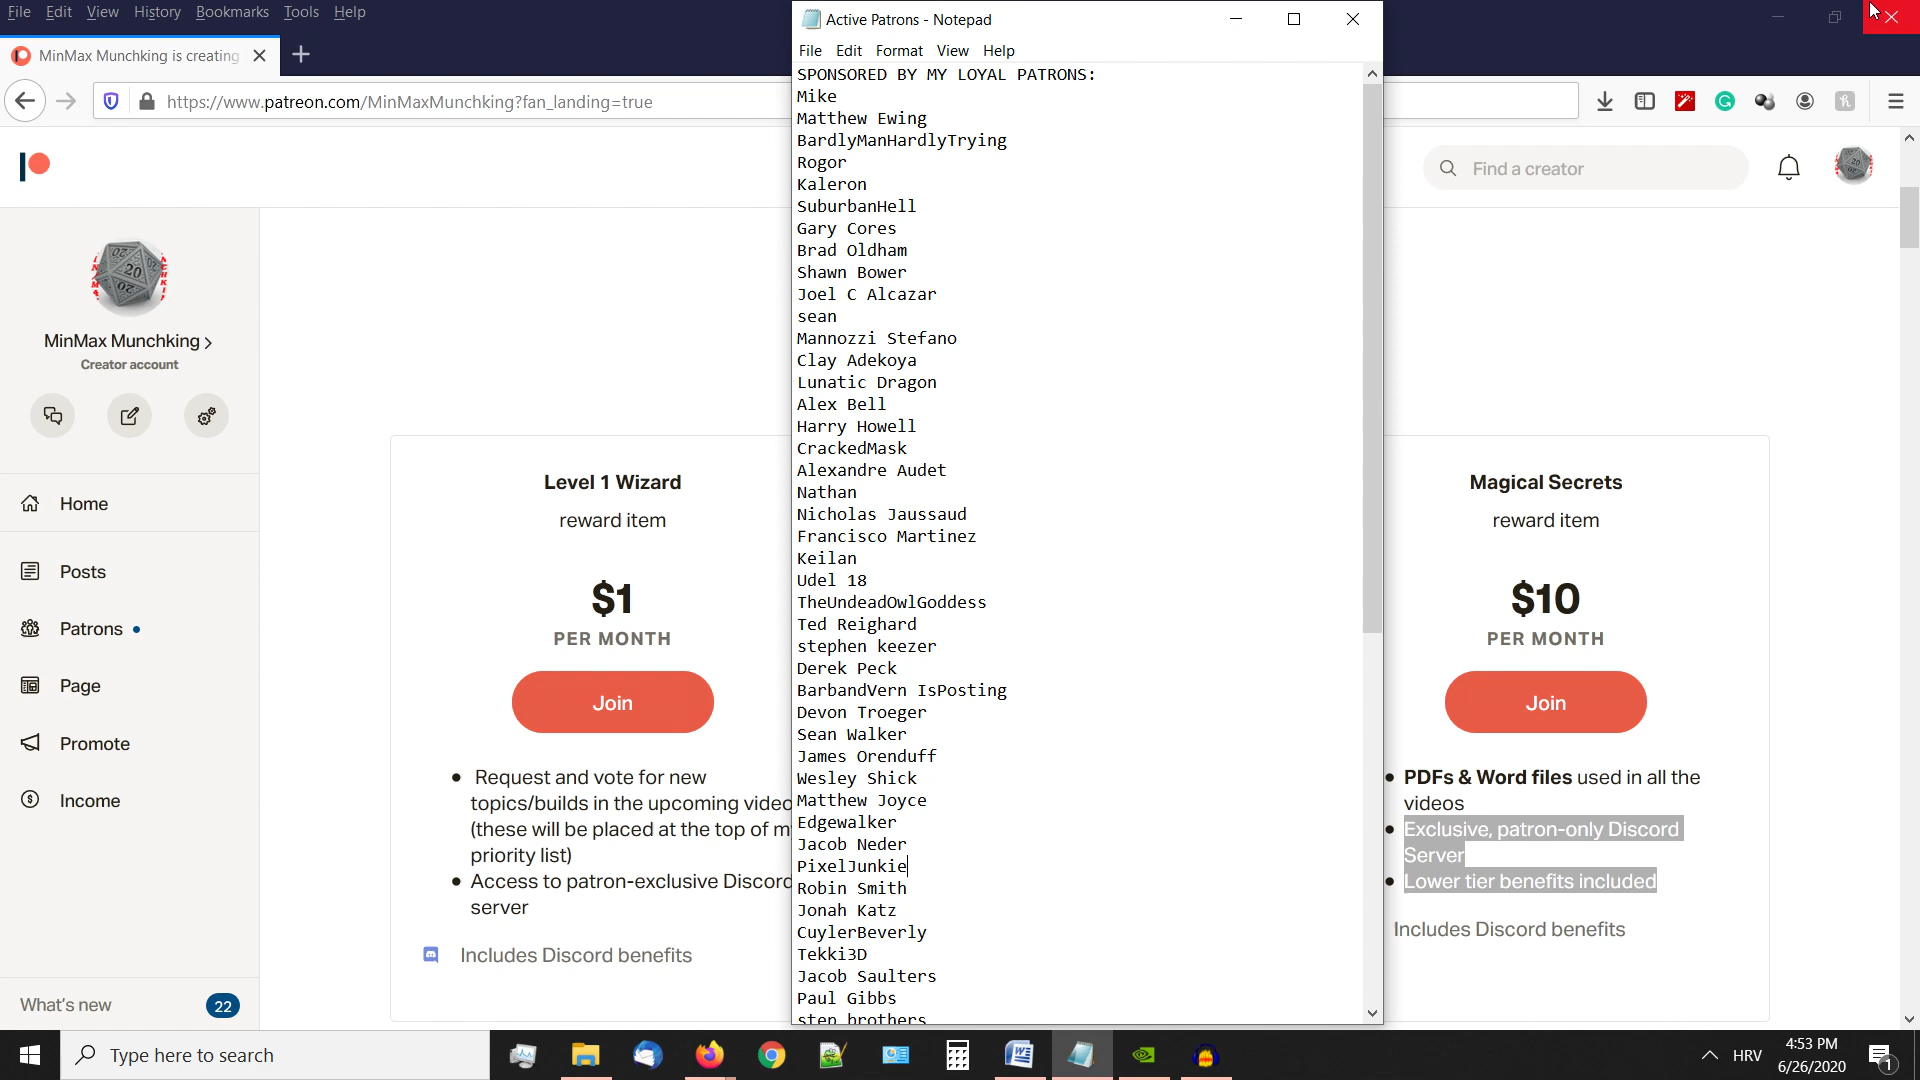 File Edit View History Bookmarks Tools Help
MinMax Munchking is creating
https://www.patreon.com/MinMaxMunchking?fan_landing=true
Find a creator
MinMax Munchking >
Creator account
Home
Posts
Patrons
Page
Promote
Income
What's new 22
Level 1 Wizard
reward item
$1
PER MONTH
Join
• Request and vote for new
topics/builds in the upcoming video
(these will be placed at the top of m
priority list)
• Access to patron-exclusive Discord
server
Includes Discord benefits
Active Patrons - Notepad
File Edit Format View Help
SPONSORED BY MY LOYAL PATRONS:
Mike
Matthew Ewing
BardlyManHardlyTrying
Rogor
Kaleron
SuburbanHell
Gary Cores
Brad Oldham
Shawn Bower
Joel C Alcazar
sean
Mannozzi Stefano
Clay Adekoya
Lunatic Dragon
Alex Bell
Harry Howell
CrackedMask
Alexandre Audet
Nathan
Nicholas Jaussaud
Francisco Martinez
Keilan
Udel 18
TheUndeadOwlGoddess
Ted Reighard
stephen keezer
Derek Peck
BarbandVern IsPosting
Devon Troeger
Sean Walker
James Orenduff
Wesley Shick
Matthew Joyce
Edgewalker
Jacob Neder
PixelJunkie
Robin Smith
Jonah Katz
CuylerBeverly
Tekki3D
Jacob Saulters
Paul Gibbs
step brothers
Magical Secrets
reward item
$10
PER MONTH
Join
• PDFs & Word files used in all the
videos
• Exclusive, patron-only Discord
Server
• Lower tier benefits included
Includes Discord benefits
Type here to search
HRV
4:53 PM
6/26/2020
1